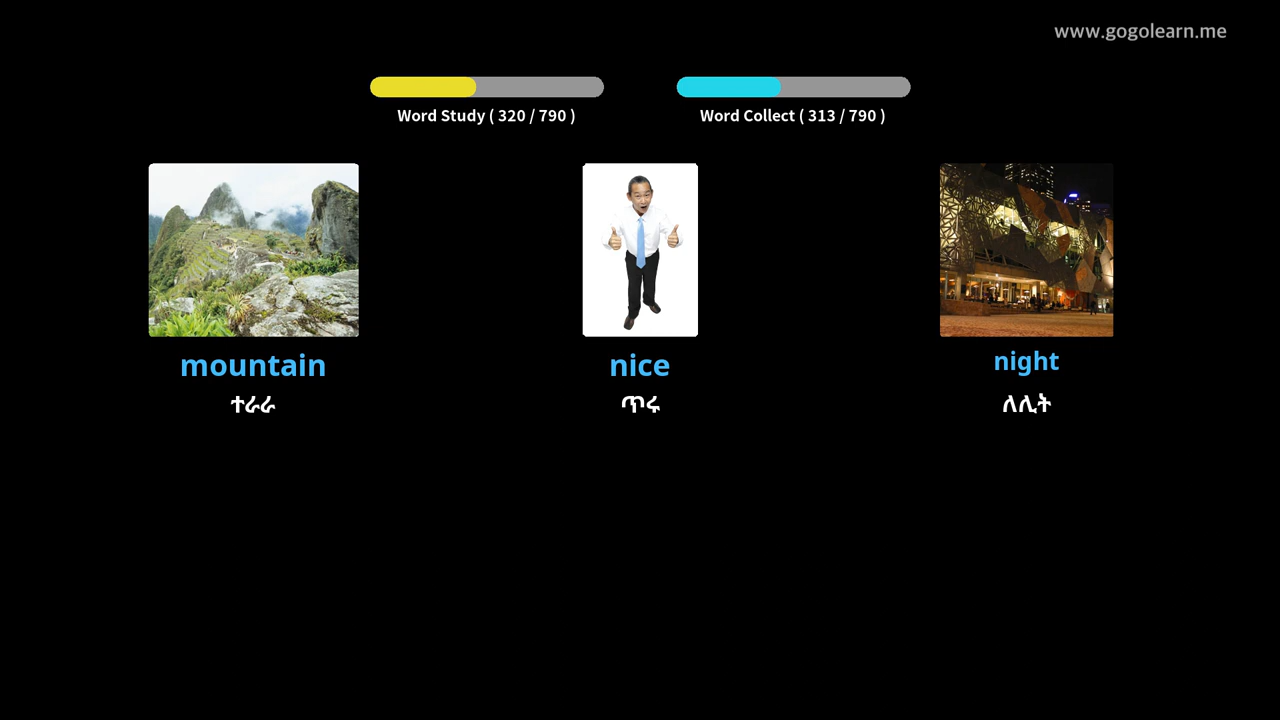 www.gogolearn.me
Word Study ( 320 / 790 )
Word Collect ( 313 / 790 )
mountain
nice
night
ተራራ
ጥሩ
ለሊት